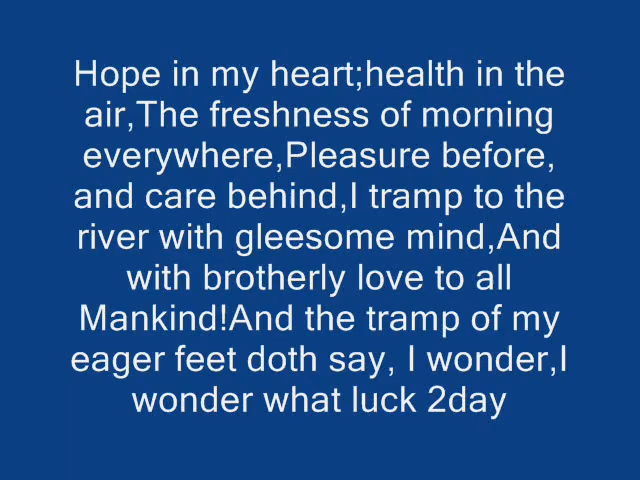 Hope in my heart;health in the
air,The freshness of morning
everywhere,Pleasure before,
and care behind,I tramp to the
river with gleesome mind,And
with brotherly love to all
Mankind!And the tramp of my
eager feet doth say, I wonder,I
wonder what luck 2day